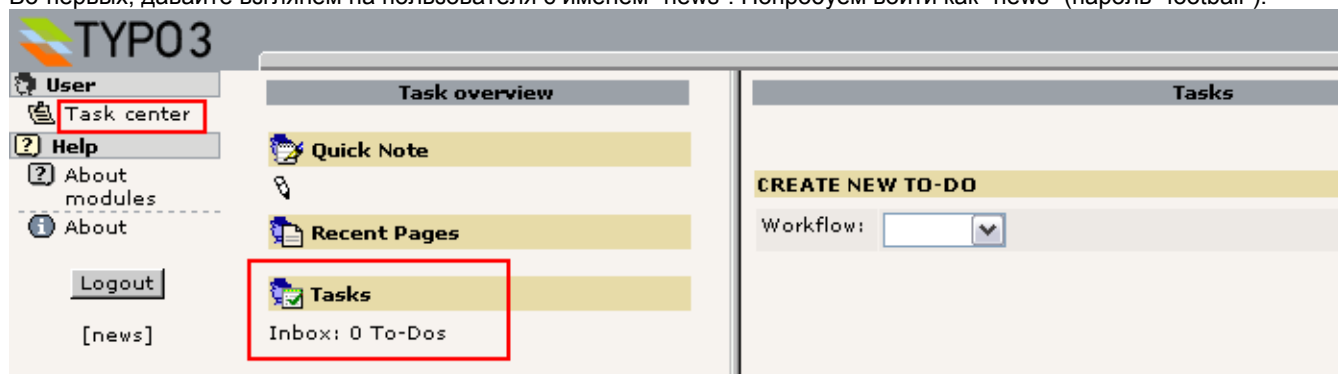 Во-первых, давайте взглянем на пользователя с именем "news". Попробуем войти как "news" (пароль "football").
TYPO3
User
Task center
Help
About
modules
About
Logout
[news]
Task overview
Quick Note
Recent Pages
Tasks
Inbox: 0 To-Dos
Tasks
CREATE NEW TO-DO
Workflow: